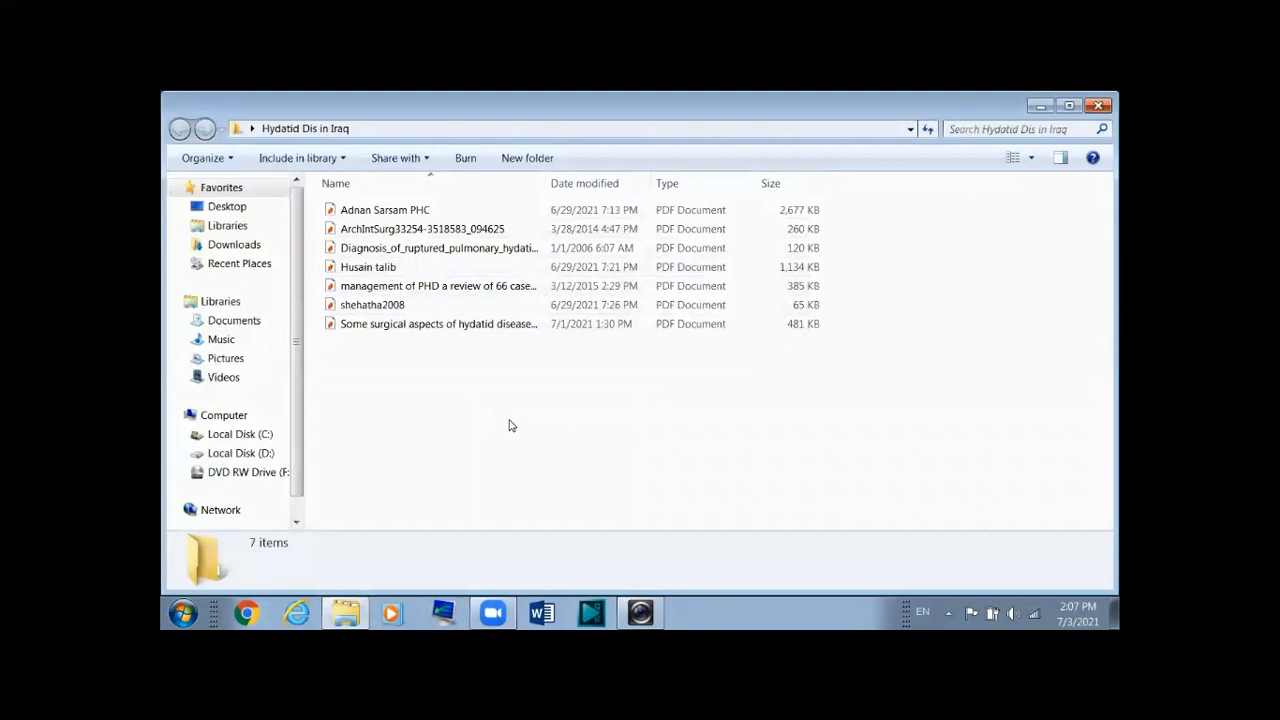 Hydatid Dis in Iraq
Search Hydatid Dis in Iraq
Organize Include in library Share with Burn New folder
Favorites
Desktop
Libraries
Downloads
Recent Places
Libraries
Documents
Music
Pictures
Videos
Computer
Local Disk (C:)
Local Disk (D:)
DVD RW Drive (F:
Network
Name Date modified Type Size
Adnan Sarsam PHC 6/29/2021 7:13 PM PDF Document 2,677 KB
ArchIntSurg33254-3518583_094625 3/28/2014 4:47 PM PDF Document 260 KB
Diagnosis_of_ruptured_pulmonary_hydati... 1/1/2006 6:07 AM PDF Document 120 KB
Husain talib 6/29/2021 7:21 PM PDF Document 1,134 KB
management of PHD a review of 66 case... 3/12/2015 2:29 PM PDF Document 385 KB
shehatha2008 6/29/2021 7:26 PM PDF Document 65 KB
Some surgical aspects of hydatid disease... 7/1/2021 1:30 PM PDF Document 481 KB
7 items
EN
2:07 PM
7/3/2021